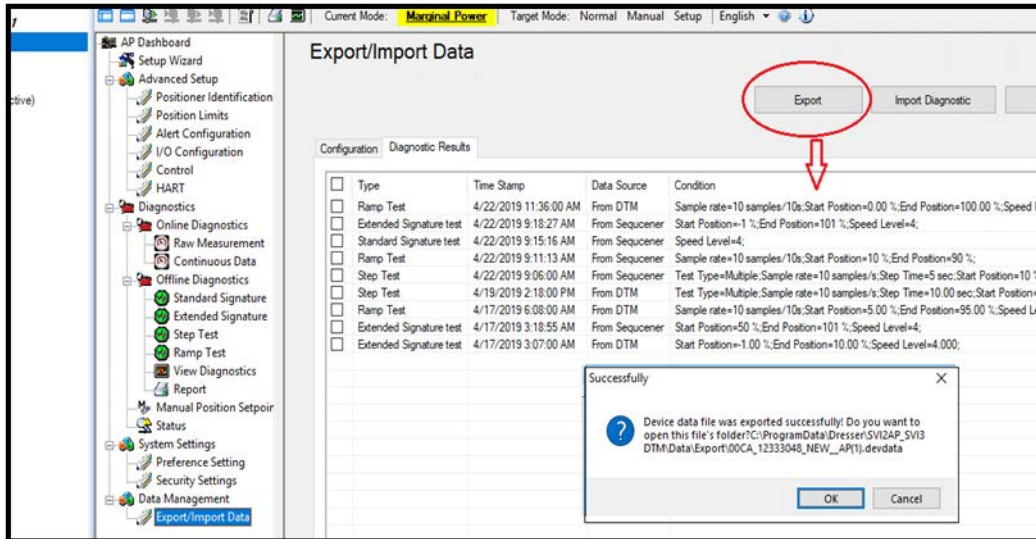 1
Current Mode: Marginal Power Target Mode: Normal Manual Setup English
ctive)
AP Dashboard
Setup Wizard
Advanced Setup
Positioner Identification
Position Limits
Alert Configuration
I/O Configuration
Control
HART
Diagnostics
Online Diagnostics
Raw Measurement
Continuous Data
Offline Diagnostics
Standard Signature
Extended Signature
Step Test
Ramp Test
View Diagnostics
Report
Manual Position Setpoir
Status
System Settings
Preference Setting
Security Settings
Data Management
Export/Import Data
Export/Import Data
Export Import Diagnostic
Configuration Diagnostic Results
Type Time Stamp Data Source Condition
Ramp Test 4/22/2019 11:36:00 AM From DTM Sample rate=10 samples/10s;Start Position=0.00 %;End Position=100.00 %;Speed l
Extended Signature test 4/22/2019 9:18:27 AM From Sequcener Start Position=-1 %;End Position=101 %;Speed Level=4;
Standard Signature test 4/22/2019 9:15:16 AM From Sequcener Speed Level=4;
Ramp Test 4/22/2019 9:11:13 AM From Sequcener Sample rate=10 samples/10s;Start Position=10 %;End Position=90 %;
Step Test 4/22/2019 9:06:00 AM From Sequcener Test Type=Multiple;Sample rate=10 samples/s;Step Time=5 sec;Start Position=10 %
Step Test 4/19/2019 2:18:00 PM From DTM Test Type=Multiple;Sample rate=10 samples/s;Step Time=10.00 sec;Start Position=
Ramp Test 4/17/2019 6:08:00 AM From DTM Sample rate=10 samples/10s;Start Position=5.00 %;End Position=95.00 %;Speed Le
Extended Signature test 4/17/2019 3:18:55 AM From Sequcener Start Position=50 %;End Position=101 %;Speed Level=4;
Extended Signature test 4/17/2019 3:07:00 AM From DTM Start Position=-1.00 %;End Position=10.00 %;Speed Level=4.000;
Successfully
Device data file was exported successfully! Do you want to
open this file's folder?C:\ProgramData\Dresser\SVI2AP_SVI3
DTM\Data\Export\00CA_12333048_NEW__AP(1).devdata
OK Cancel